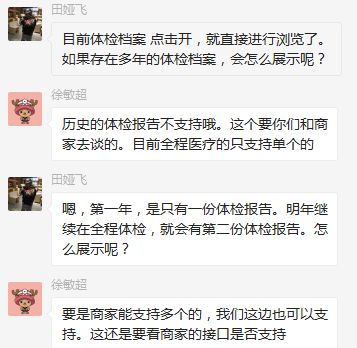 田娅飞
目前体检档案 点击开，就直接进行浏览了。
如果存在多年的体检档案，会怎么展示呢？
徐敏超
历史的体检报告不支持哦。这个要你们和商
家去谈的。目前全程医疗的只支持单个的
田娅飞
嗯，第一年，是只有一份体检报告。明年继
续在全程体检，就会有第二份体检报告。怎
么展示呢？
徐敏超
要是商家能支持多个的，我们这边也可以支
持。这还是要看商家的接口是否支持